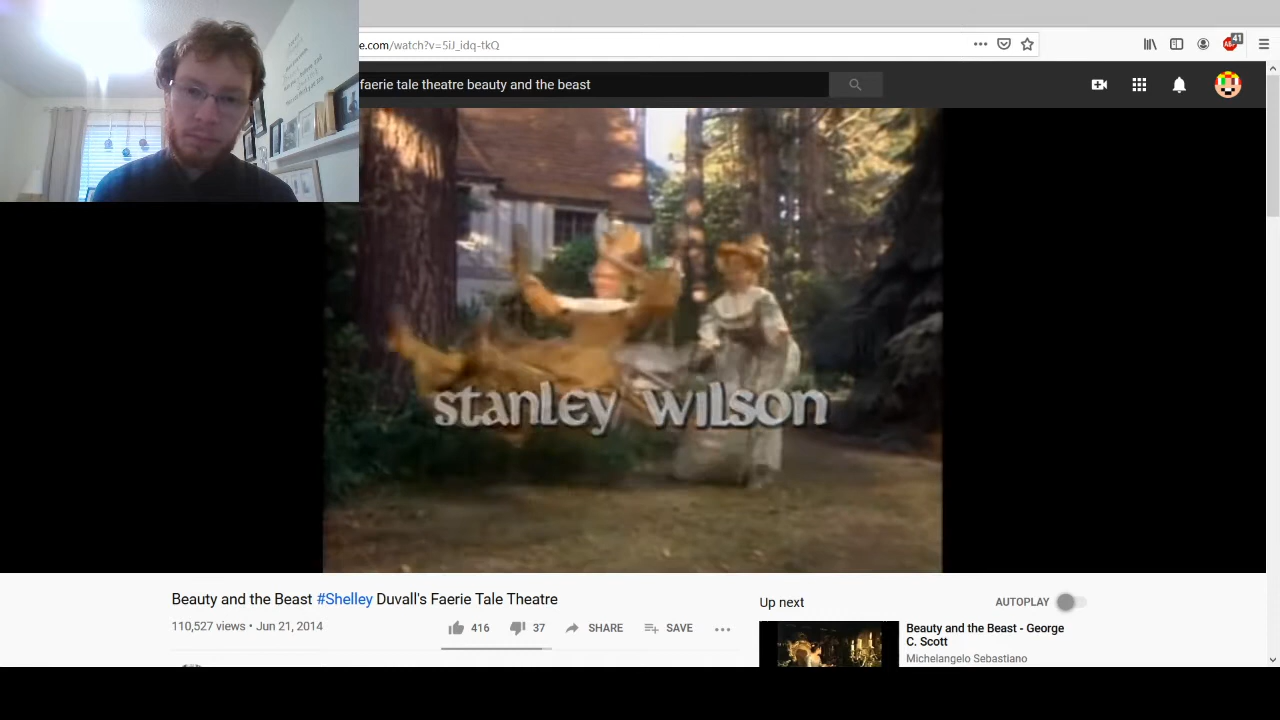 e.com/watch?v=5iJ_idq-tkQ
41
faerie tale theatre beauty and the beast
stanley wilson
Beauty and the Beast #Shelley Duvall's Faerie Tale Theatre
110,527 views • Jun 21, 2014
416
37
SHARE
SAVE
Up next
AUTOPLAY
Beauty and the Beast - George
C. Scott
Michelangelo Sebastiano